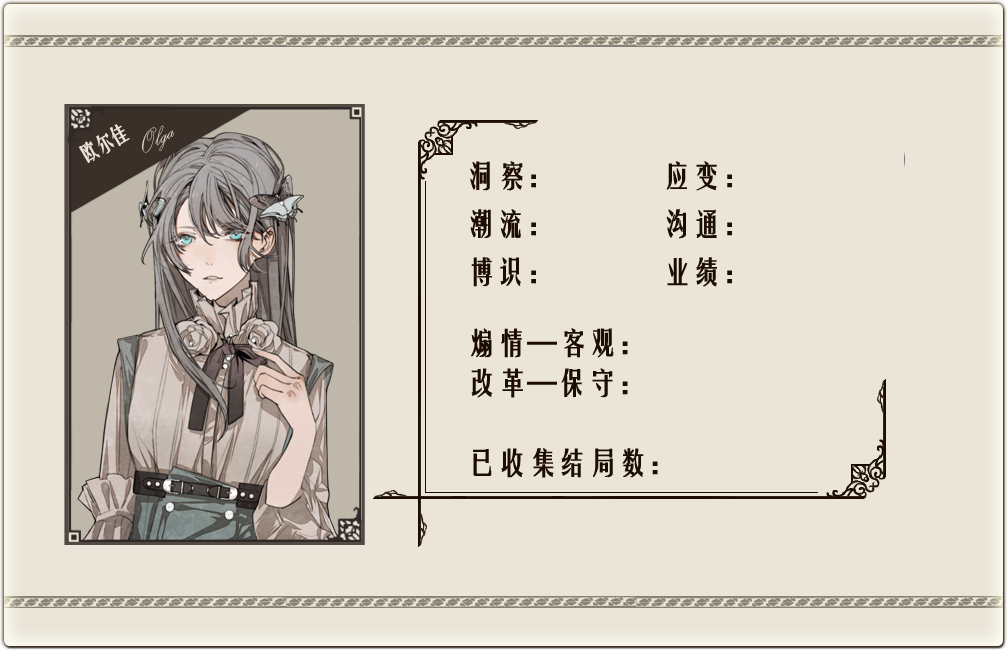 欧尔佳 Olga
洞察： 应变：
潮流： 沟通：
博识： 业绩：
煽情—客观：
改革—保守：
已收集结局数：